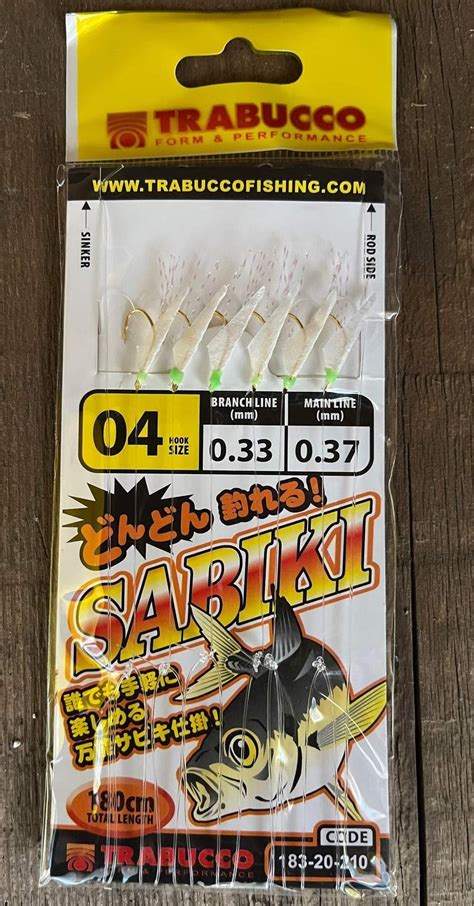 TRABUCCO
FORM & PERFORMANCE
WWW.TRABUCCOFISHING.COM
SINKER
ROD SIDE
04 HOOK SIZE
BRANCH LINE (mm)
0.33
MAIN LINE (mm)
0.37
どんどん 釣れる!
SABIKI
誰でもお手軽に
楽しめる
万能サビキ仕掛!
180cm
TOTAL LENGTH
TRABUCCO
FORM & PERFORMANCE
CODE
183-20-210